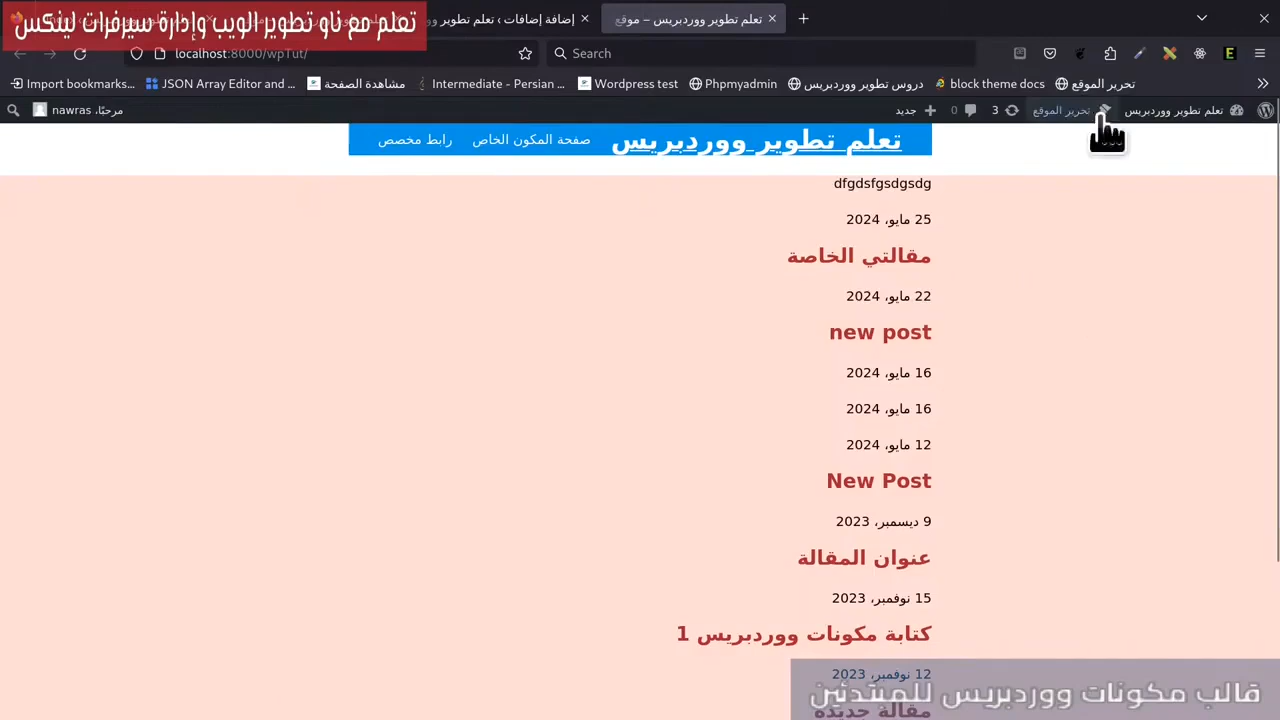 تعلم مع ناو تطوير الويب وإدارة سيرفرات لينكس
إضافة إضافات ‹ تعلم تطوير وو
تعلم تطوير ووردبريس – موقع
localhost:8000/wpTut/
Search
Import bookmarks...
JSON Array Editor and ...
مشاهدة الصفحة
Intermediate - Persian ...
Wordpress test
Phpmyadmin
دروس تطوير ووردبريس
block theme docs
تحرير الموقع
تعلم تطوير ووردبريس
تحرير الموقع
3
0
جديد
مرحبًا، nawras
تعلم تطوير ووردبريس
صفحة المكون الخاص
رابط مخصص
dfgdsfgsdgsdg
25 مايو، 2024
مقالتي الخاصة
22 مايو، 2024
new post
16 مايو، 2024
16 مايو، 2024
12 مايو، 2024
New Post
9 ديسمبر، 2023
عنوان المقالة
15 نوفمبر، 2023
كتابة مكونات ووردبريس 1
12 نوفمبر، 2023
مقالة جديدة
قالب مكونات ووردبريس للمبتدئين